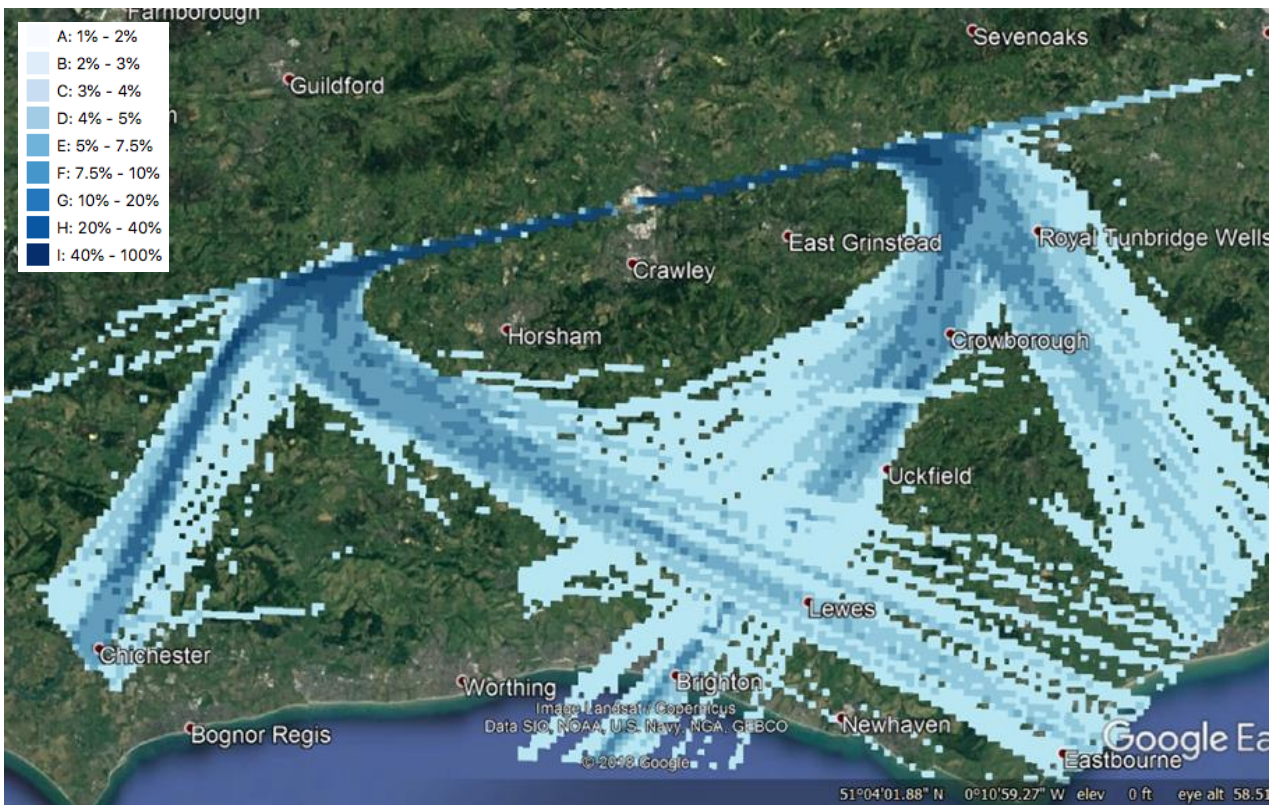 Farnborough
A: 1% - 2%
B: 2% - 3%
C: 3% - 4%
D: 4% - 5%
E: 5% - 7.5%
F: 7.5% - 10%
G: 10% - 20%
H: 20% - 40%
I: 40% - 100%
Sevenoaks
Guildford
East Grinstead
Royal Tunbridge Wells
Crawley
Horsham
Crowborough
Uckfield
Lewes
Chichester
Worthing
Brighton
Image Landsat / Copernicus
Data SIO, NOAA, U.S. Navy, NGA, GEBCO
© 2018 Google
Newhaven
Bognor Regis
Google Ea
Eastbourne
51°04'01.88" N 0°10'59.27" W elev 0 ft eye alt 58.51